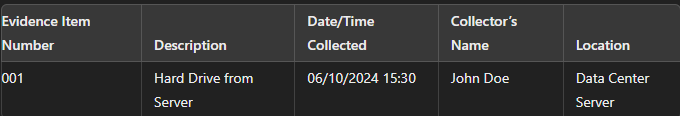 Evidence Item Date/Time Collector's
Number Description Collected Name Location
001 Hard Drive from 06/10/2024 15:30 John Doe Data Center
Server Server